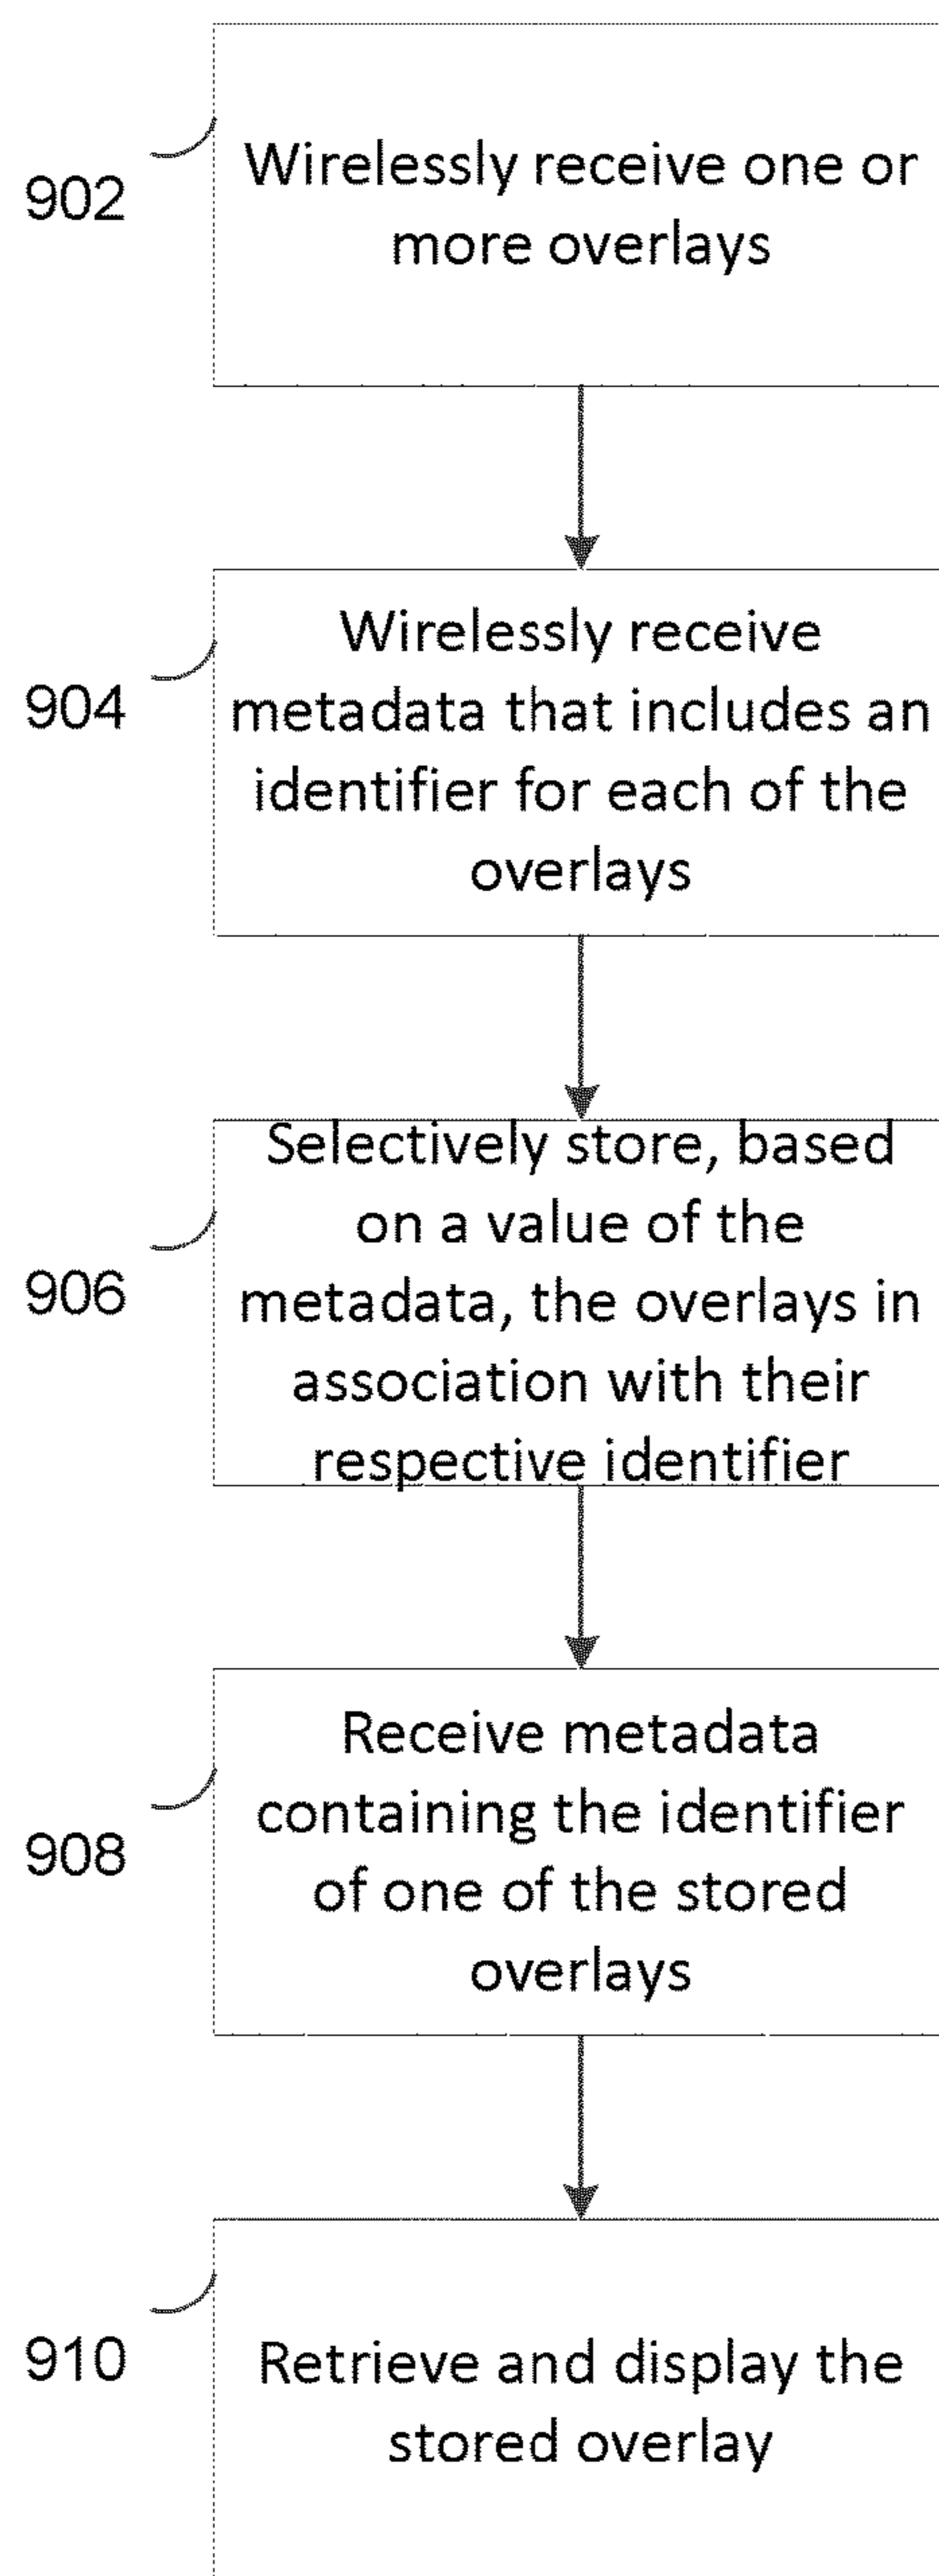 902
Wirelessly receive one or
more overlays
904
Wirelessly receive
metadata that includes an
identifier for each of the
overlays
906
Selectively store, based
on a value of the
metadata, the overlays in
association with their
respective identifier
908
Receive metadata
containing the identifier
of one of the stored
overlays
910
Retrieve and display the
stored overlay